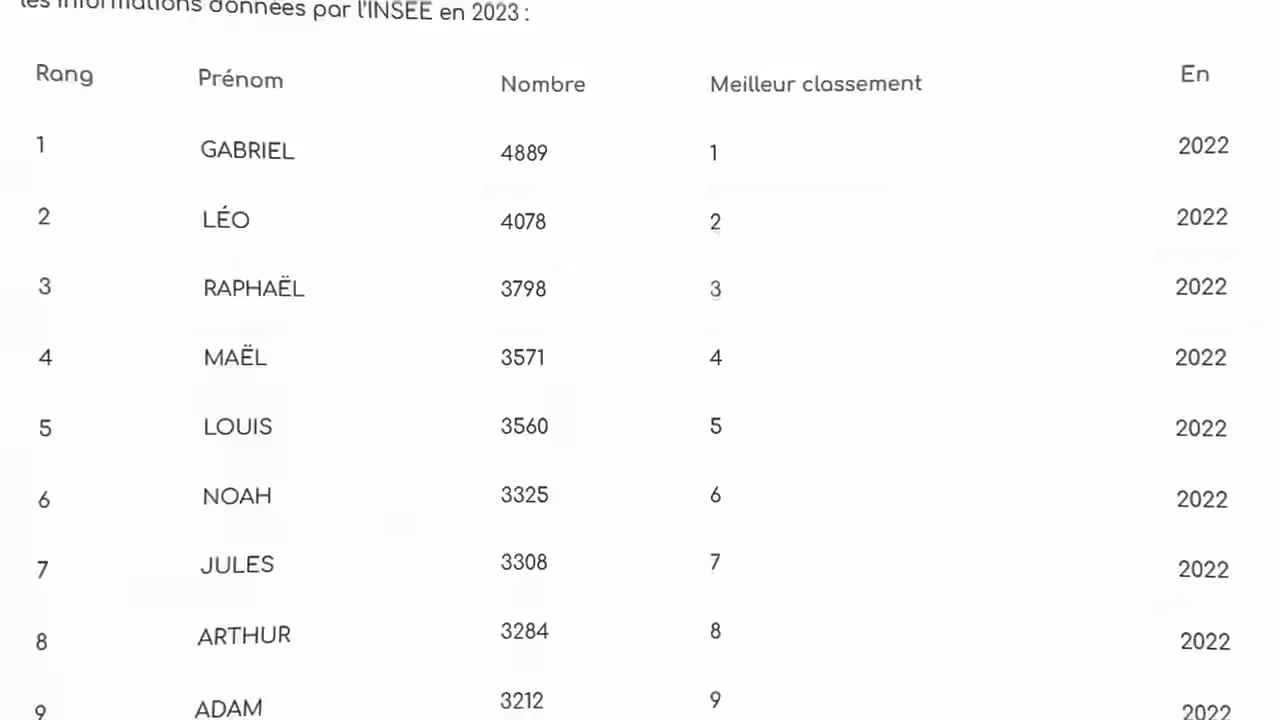 les informations données par l'INSEE en 2023 :
Rang Prénom Nombre Meilleur classement En
1 GABRIEL 4889 1 2022
2 LÉO 4078 2 2022
3 RAPHAËL 3798 3 2022
4 MAËL 3571 4 2022
5 LOUIS 3560 5 2022
6 NOAH 3325 6 2022
7 JULES 3308 7 2022
8 ARTHUR 3284 8 2022
9 ADAM 3212 9 2022